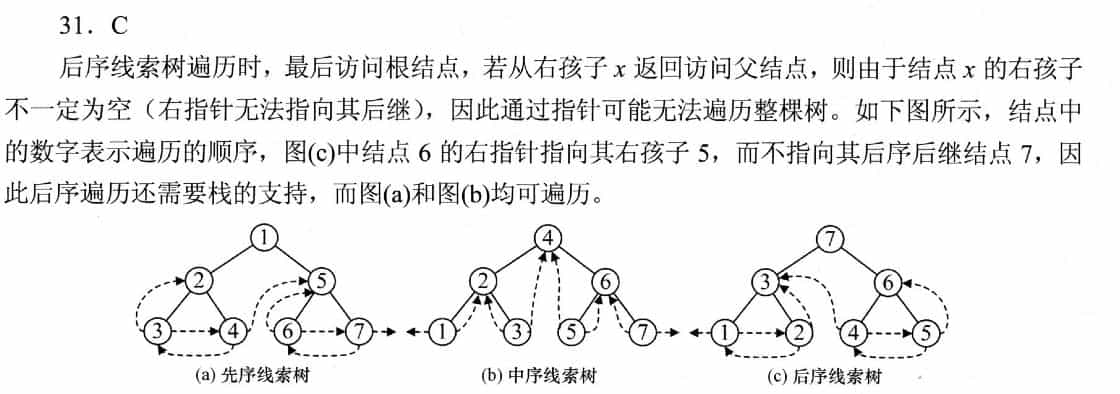 31．C
后序线索树遍历时，最后访问根结点，若从右孩子 x 返回访问父结点，则由于结点 x 的右孩子
不一定为空（右指针无法指向其后继），因此通过指针可能无法遍历整棵树。如下图所示，结点中
的数字表示遍历的顺序，图(c)中结点 6 的右指针指向其右孩子 5，而不指向其后序后继结点 7，因
此后序遍历还需要栈的支持，而图(a)和图(b)均可遍历。
1
2 5
3 4 6 7
(a) 先序线索树
4
2 6
1 3 5 7
(b) 中序线索树
7
3 6
1 2 4 5
(c) 后序线索树